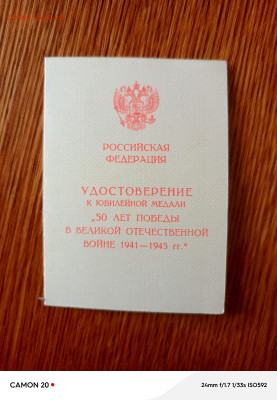 РОССИЙСКАЯ
ФЕДЕРАЦИЯ
УДОСТОВЕРЕНИЕ
К ЮБИЛЕЙНОЙ МЕДАЛИ
„50 ЛЕТ ПОБЕДЫ
В ВЕЛИКОЙ ОТЕЧЕСТВЕННОЙ
ВОЙНЕ 1941—1945 гг.“
CAMON 20
24mm f/1.7 1/33s ISO592